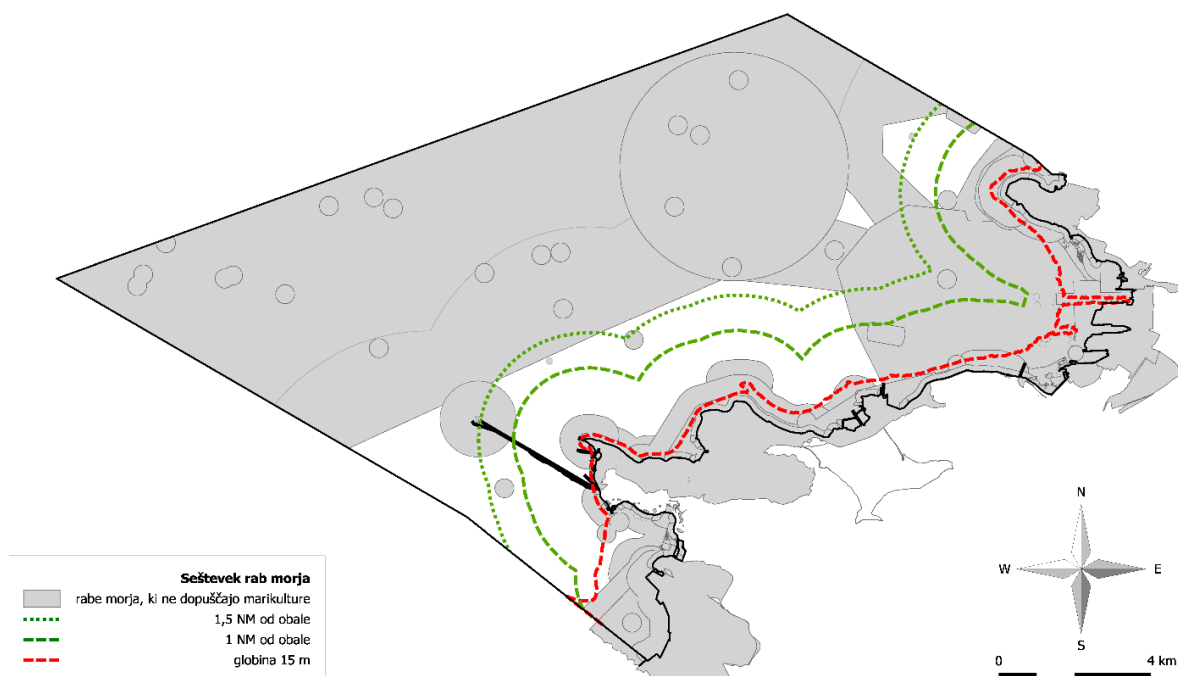 Seštevek rab morja
rabe morja, ki ne dopuščajo marikulture
1,5 NM od obale
1 NM od obale
globina 15 m
N
W E
S
0 4 km